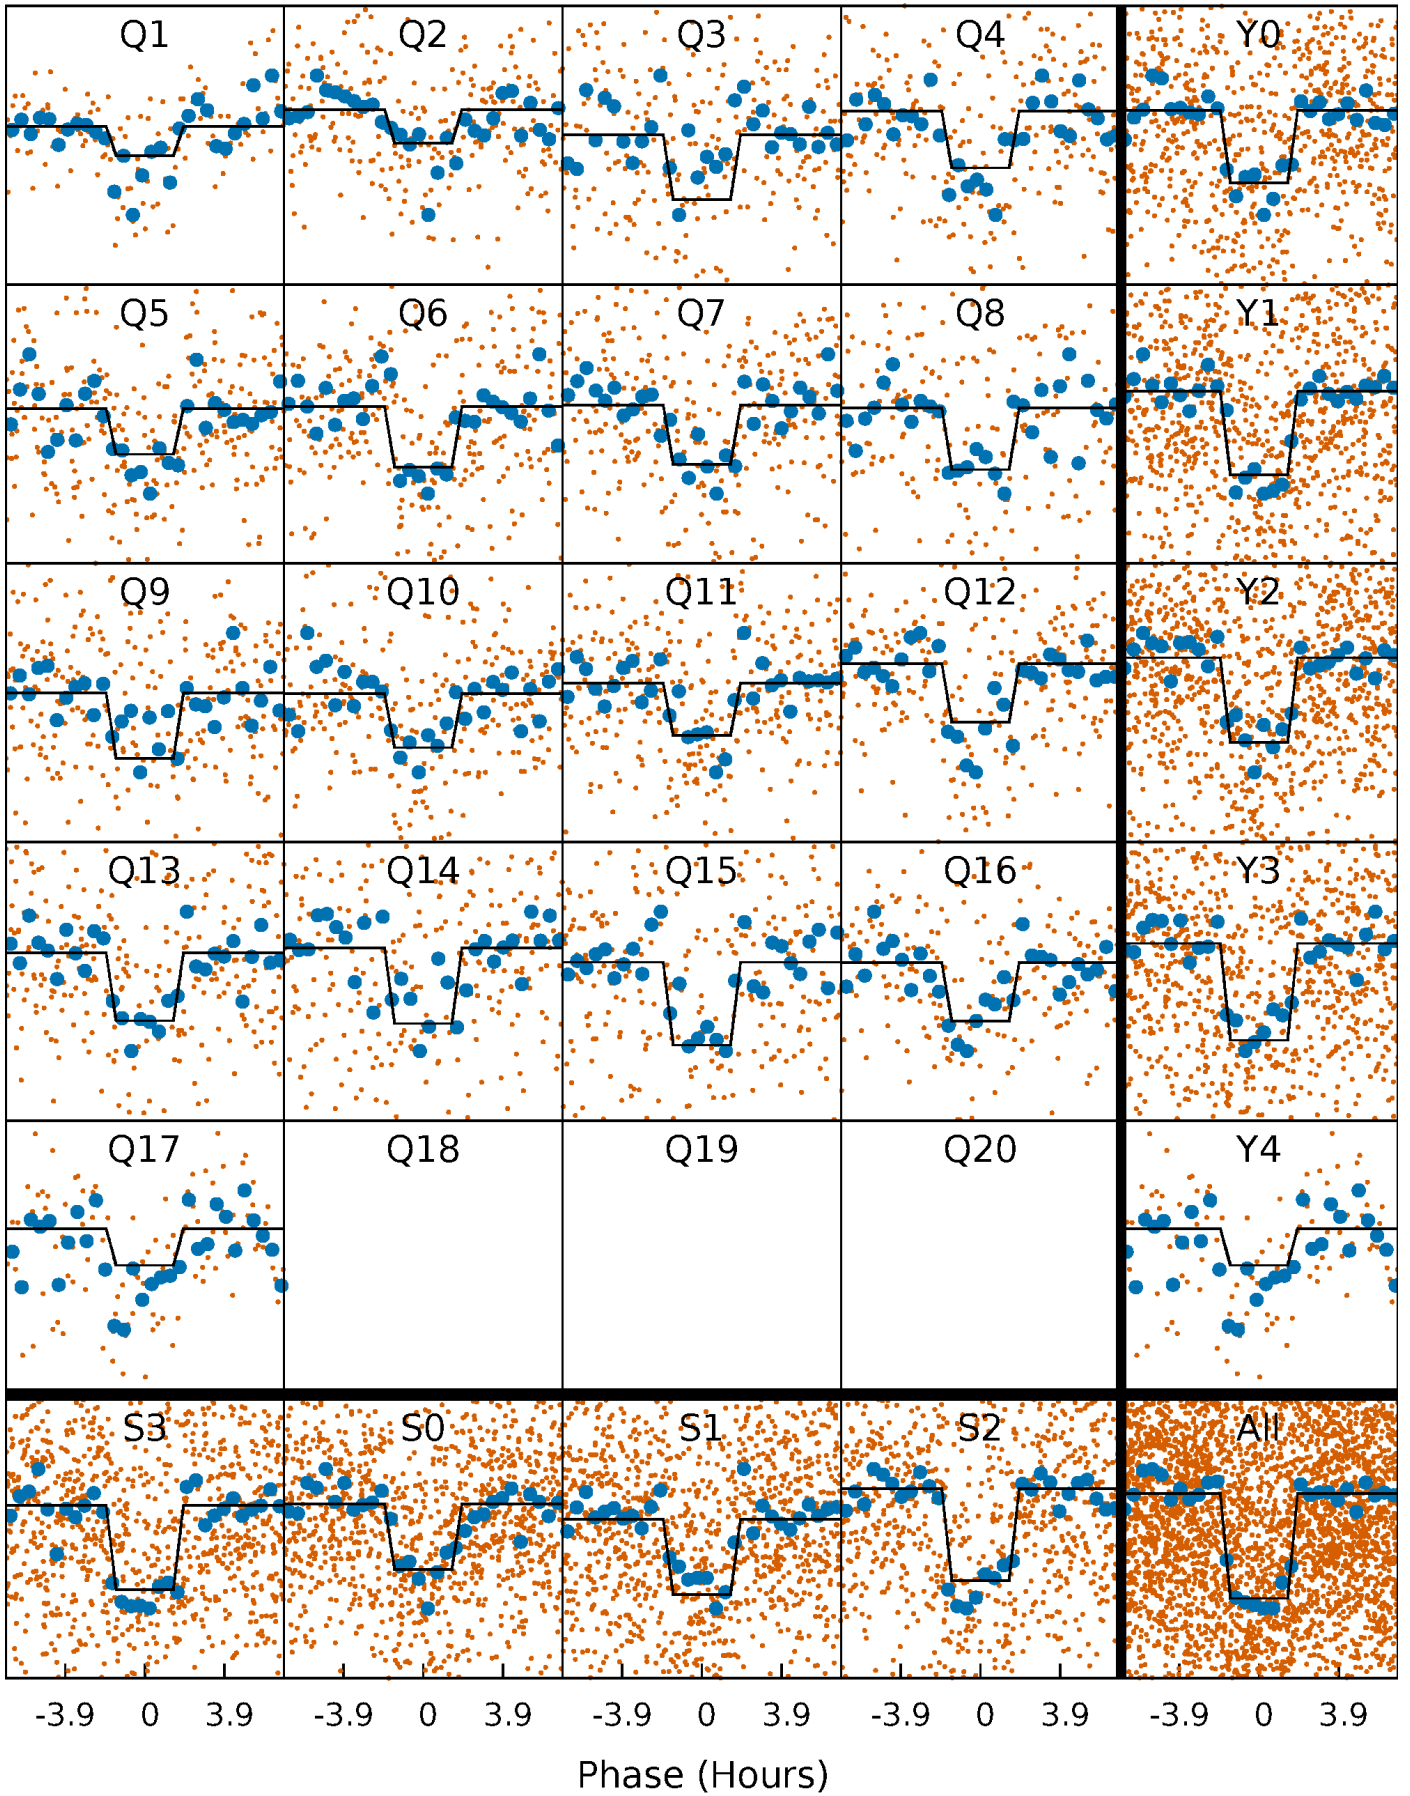 Q1 Q2 Q3 Q4 Y0
Q5 Q6 Q7 Q8 Y1
Q9 Q10 Q11 Q12 Y2
Q13 Q14 Q15 Q16 Y3
Q17 Q18 Q19 Q20 Y4
S3 S0 S1 S2 All
-3.9 0 3.9 -3.9 0 3.9 -3.9 0 3.9 -3.9 0 3.9 -3.9 0 3.9
Phase (Hours)